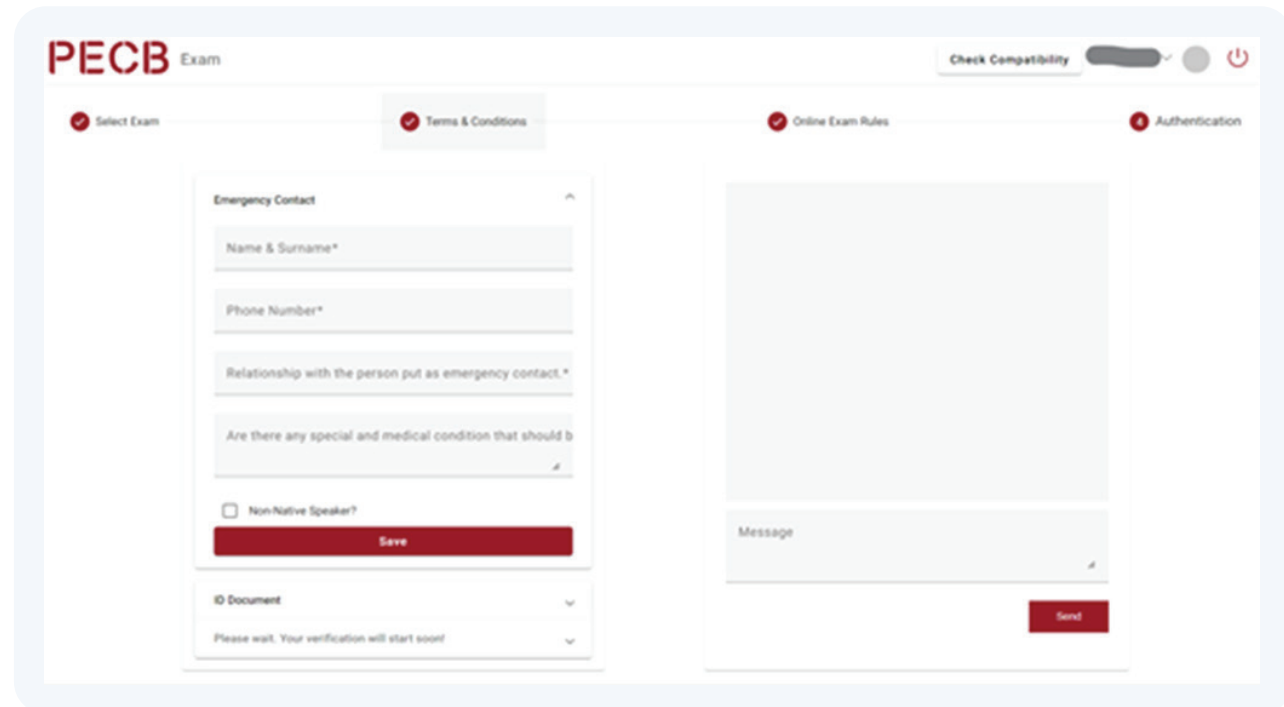 PECB Exam
Check Compatibility
Select Exam
Terms & Conditions
Online Exam Rules
4 Authentication
Emergency Contact
Name & Surname*
Phone Number*
Relationship with the person put as emergency contact.*
Are there any special and medical condition that should b
Non-Native Speaker?
Save
ID Document
Please wait. Your verification will start soon!
Message
Send